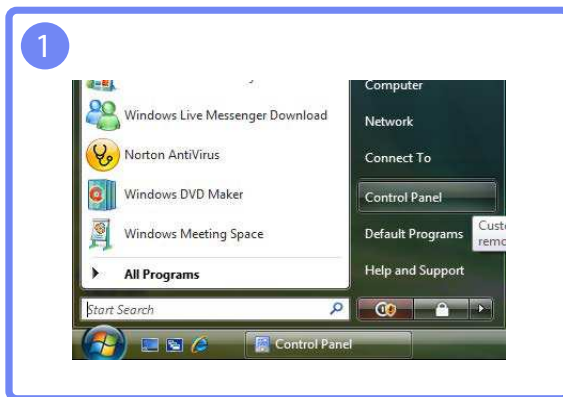 1
Computer
Windows Live Messenger Download
Network
Norton AntiVirus
Connect To
Windows DVD Maker
Control Panel
Windows Meeting Space
Default Programs
All Programs
Help and Support
Start Search
Control Panel